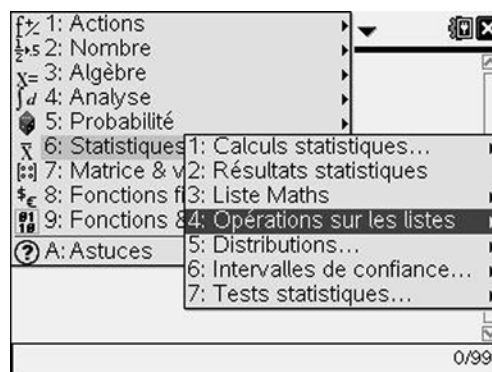 1: Actions
2: Nombre
3: Algèbre
4: Analyse
5: Probabilité
6: Statistiques
7: Matrice & v
8: Fonctions fi
9: Fonctions &
A: Astuces
1: Calculs statistiques...
2: Résultats statistiques
3: Liste Maths
4: Opérations sur les listes
5: Distributions...
6: Intervalles de confiance...
7: Tests statistiques...
0/99